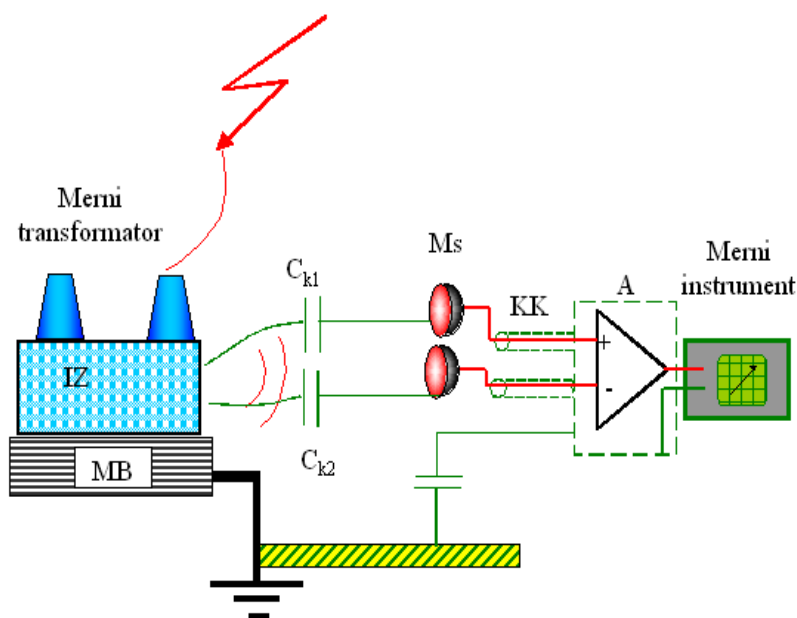 Merni
transformator
IZ
MB
Ck1
Ck2
Ms
KK
A
+
-
Merni
instrument